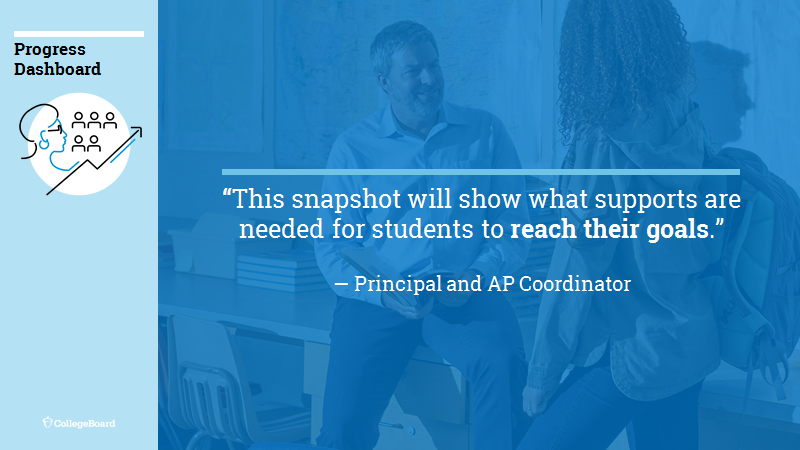 Progress
Dashboard
“This snapshot will show what supports are
needed for students to reach their goals.”
— Principal and AP Coordinator
CollegeBoard